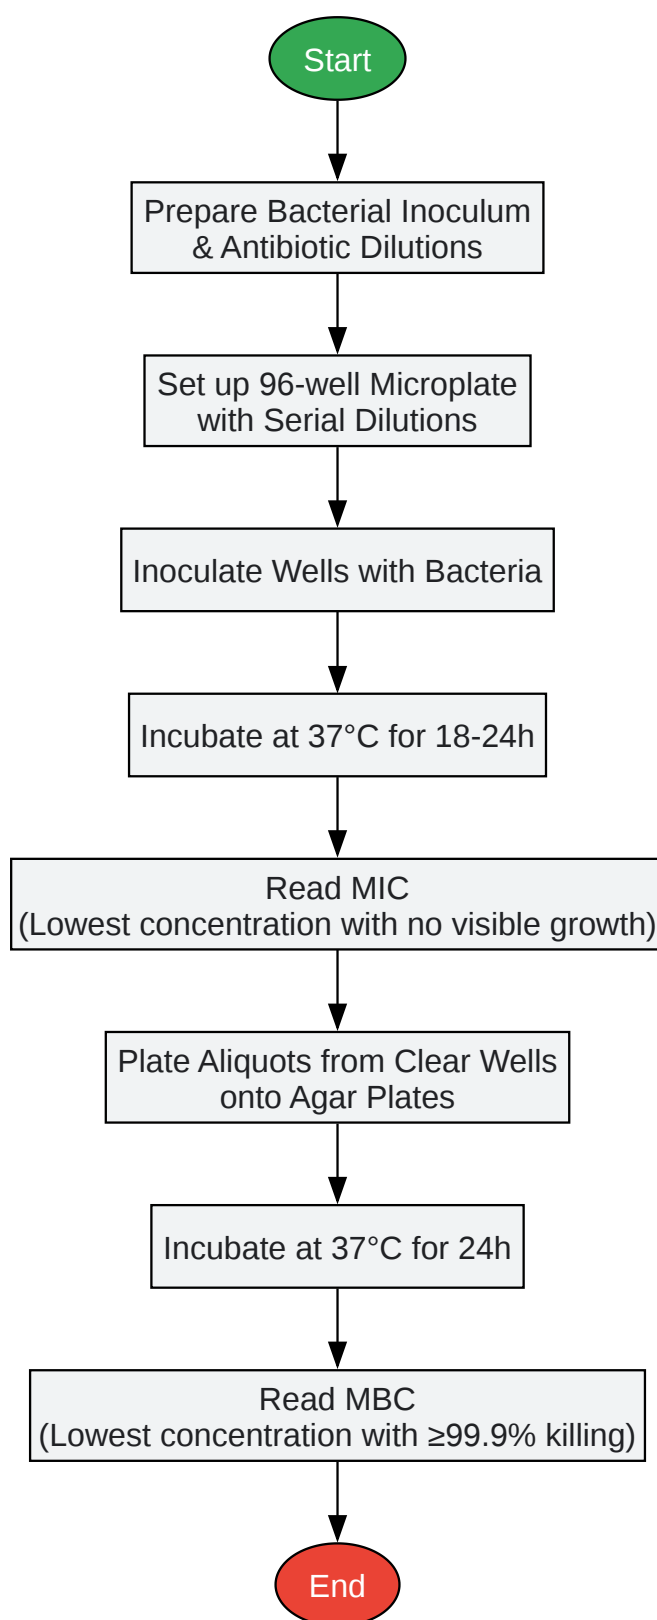 Start
Prepare Bacterial Inoculum
& Antibiotic Dilutions
Set up 96-well Microplate
with Serial Dilutions
Inoculate Wells with Bacteria
Incubate at 37°C for 18-24h
Read MIC
(Lowest concentration with no visible growth)
Plate Aliquots from Clear Wells
onto Agar Plates
Incubate at 37°C for 24h
Read MBC
(Lowest concentration with ≥99.9% killing)
End